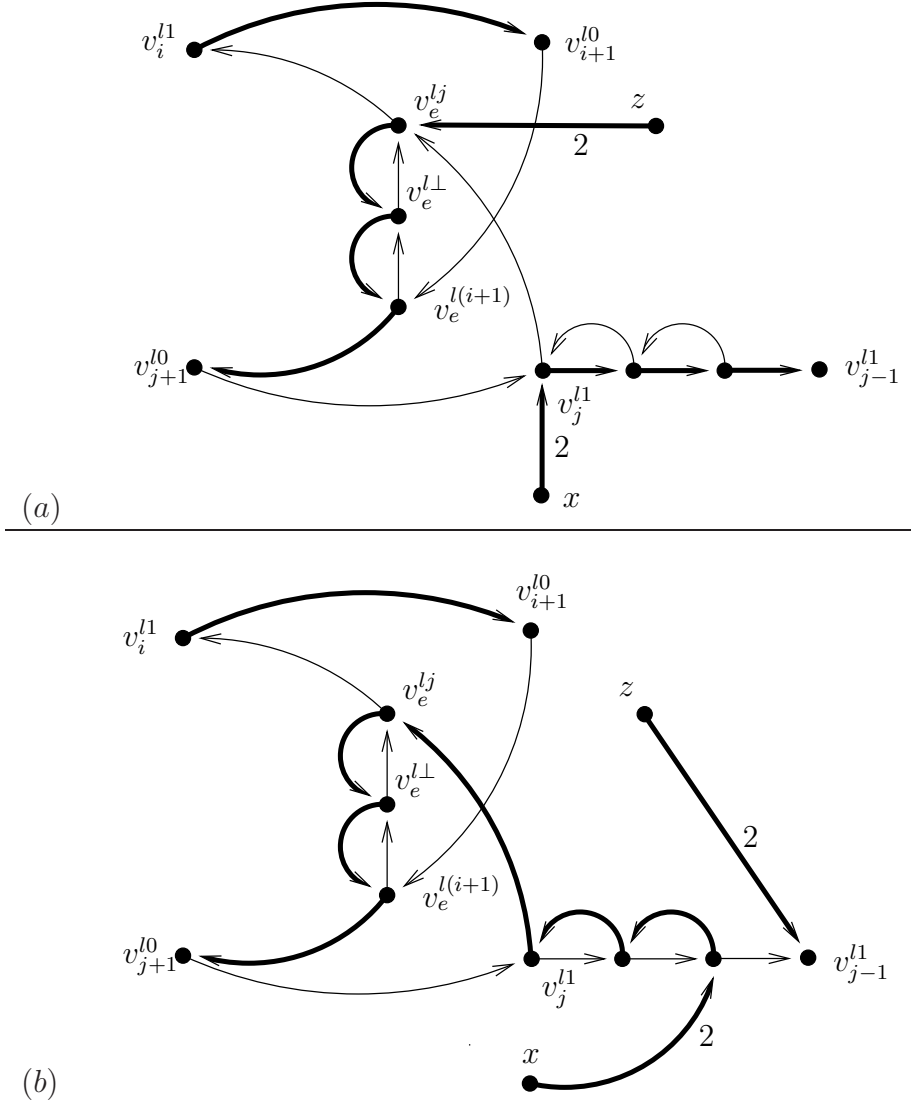 $v_i^{l1}$
$v_{i+1}^{l0}$
$v_e^{lj}$
$z$
2
$v_e^{l\perp}$
$v_e^{l(i+1)}$
$v_{j+1}^{l0}$
$v_{j-1}^{l1}$
$v_j^{l1}$
2
$x$
(a)
$v_{i+1}^{l0}$
$v_i^{l1}$
$v_e^{lj}$
$z$
$v_e^{l\perp}$
2
$v_e^{l(i+1)}$
$v_{j+1}^{l0}$
$v_j^{l1}$
$v_{j-1}^{l1}$
2
$x$
(b)